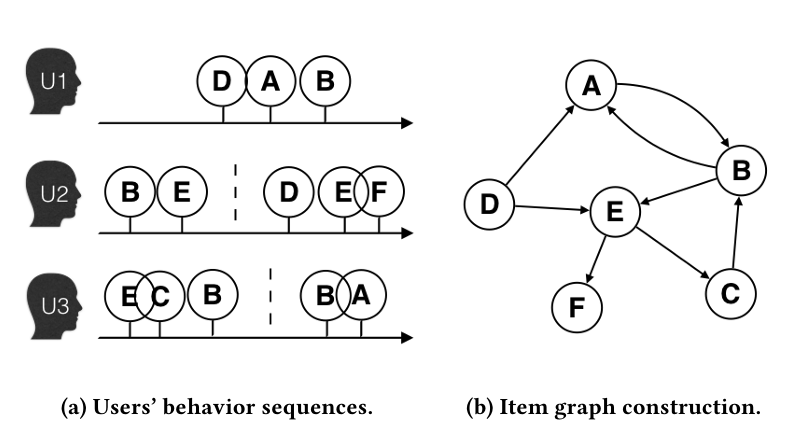 U1
D A B
U2
B E D E F
U3
E C B B A
A
B
D
E
C
F
(a) Users’ behavior sequences.
(b) Item graph construction.